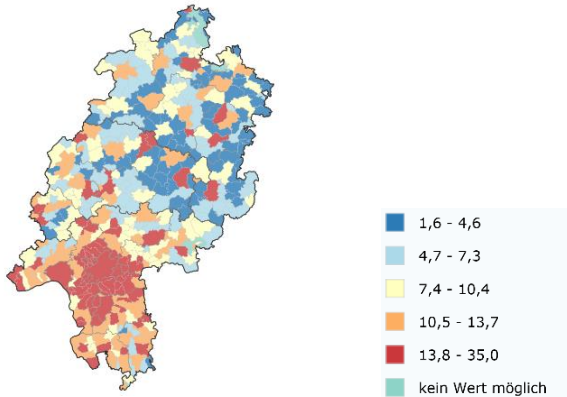 1,6 - 4,6
4,7 - 7,3
7,4 - 10,4
10,5 - 13,7
13,8 - 35,0
kein Wert möglich